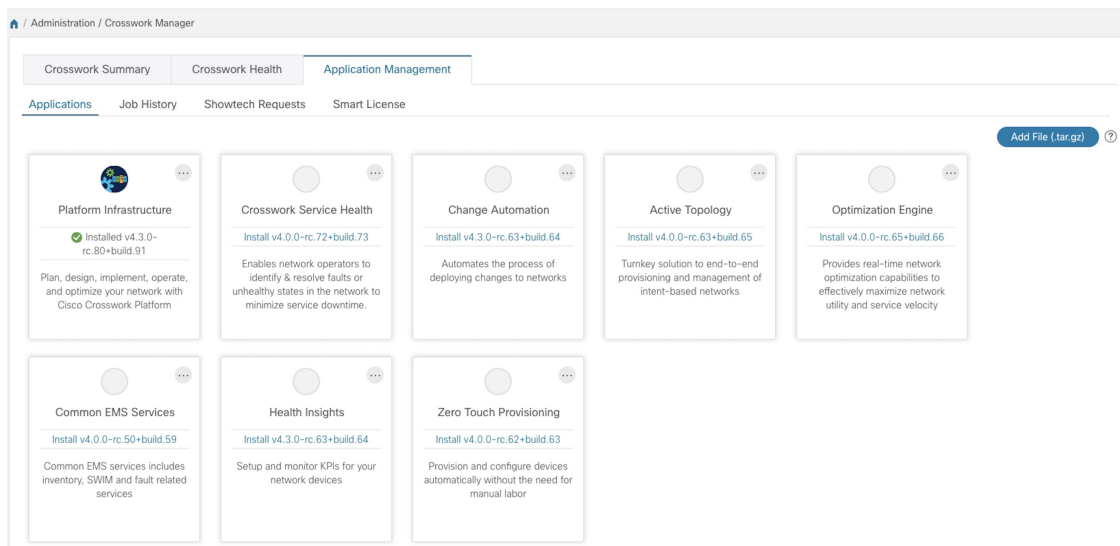 / Administration / Crosswork Manager
Crosswork Summary
Crosswork Health
Application Management
Applications
Job History
Showtech Requests
Smart License
Add File (.tar.gz)
?
Platform Infrastructure
Installed v4.3.0-
rc.80+build.91
Plan, design, implement, operate,
and optimize your network with
Cisco Crosswork Platform
Crosswork Service Health
Install v4.0.0-rc.72+build.73
Enables network operators to
identify & resolve faults or
unhealthy states in the network to
minimize service downtime.
Change Automation
Install v4.3.0-rc.63+build.64
Automates the process of
deploying changes to networks
Active Topology
Install v4.0.0-rc.63+build.65
Turnkey solution to end-to-end
provisioning and management of
intent-based networks
Optimization Engine
Install v4.0.0-rc.65+build.66
Provides real-time network
optimization capabilities to
effectively maximize network
utility and service velocity
Common EMS Services
Install v4.0.0-rc.50+build.59
Common EMS services includes
inventory, SWIM and fault related
services
Health Insights
Install v4.3.0-rc.63+build.64
Setup and monitor KPIs for your
network devices
Zero Touch Provisioning
Install v4.0.0-rc.62+build.63
Provision and configure devices
automatically without the need for
manual labor